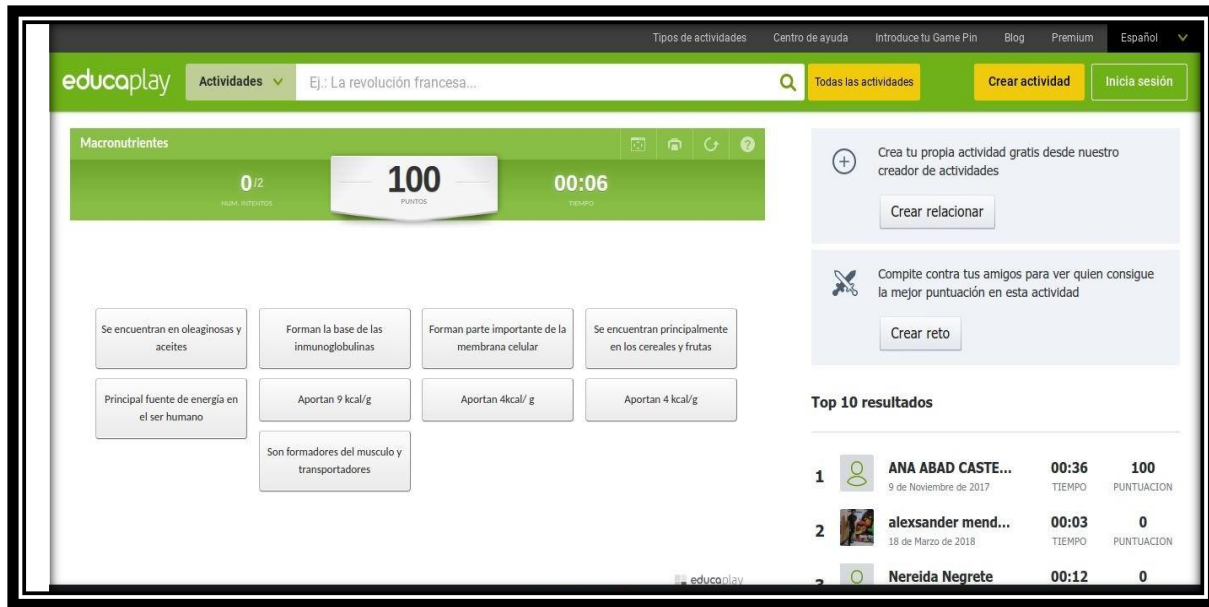 Tipos de actividades Centro de ayuda Introduce tu Game Pin Blog Premium Español
educaplay Actividades Ej.: La revolución francesa... Todas las actividades Crear actividad Inicia sesión
Macronutrientes
0/2 100 00:06
NUM. INTENTOS PUNTOS TIEMPO
Se encuentran en oleaginosas y
aceites
Forman la base de las
inmunoglobulinas
Forman parte importante de la
membrana celular
Se encuentran principalmente
en los cereales y frutas
Principal fuente de energía en
el ser humano
Aportan 9 kcal/g
Aportan 4kcal/ g
Aportan 4 kcal/g
Son formadores del musculo y
transportadores
educaplay
Crea tu propia actividad gratis desde nuestro
creador de actividades
Crear relacionar
Compite contra tus amigos para ver quien consigue
la mejor puntuación en esta actividad
Crear reto
Top 10 resultados
1 ANA ABAD CASTE... 00:36 100
9 de Noviembre de 2017 TIEMPO PUNTUACION
2 alexsander mend... 00:03 0
18 de Marzo de 2018 TIEMPO PUNTUACION
Nereida Negrete 00:12 0